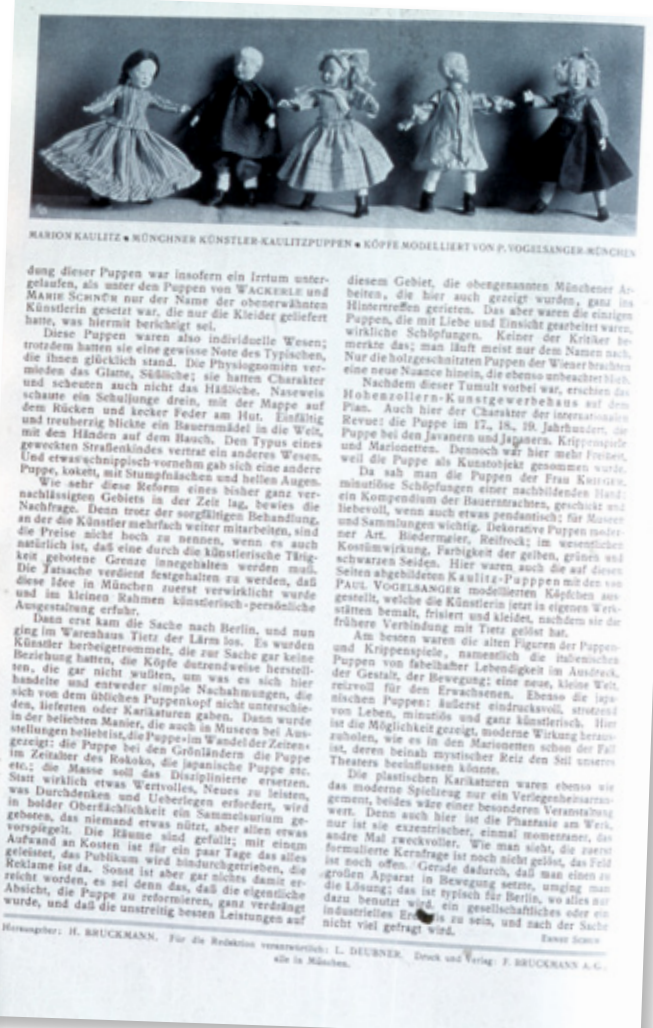 MARION KAULITZ • MÜNCHNER KÜNSTLER-KAULITZPUPPEN • KÖPFE MODELLIERT VON P. VOGELSANGER-MÜNCHEN
dung dieser Puppen war insofern ein Irrtum unter-
gelaufen, als unter den Puppen von WACKERLE und
MARIE SCHNÜR nur der Name der obenerwähnten
Künstlerin gesetzt war, die nur die Kleider geliefert
hatte, was hiermit berichtigt sei.
Diese Puppen waren also individuelle Wesen;
trotzdem hatten sie eine gewisse Note des Typischen,
die ihnen glücklich stand. Die Physiognomien ver-
mieden das Glatte, Süßliche; sie hatten Charakter
und scheuten auch nicht das Häßliche. Naseweis
schaute ein Schuljunge drein, mit der Mappe auf
dem Rücken und kecker Feder am Hut. Einfältig
und treuherzig blickte ein Bauernmädel in die Welt,
mit den Händen auf dem Bauch. Den Typus eines
geweckten Straßenkindes vertrat ein anderes Wesen.
Und etwas schnippisch-vornehm gab sich eine andere
Puppe, kokett, mit Stumpfnäschen und hellen Augen.
Wie sehr diese Reform eines bisher ganz ver-
nachlässigten Gebiets in der Zeit lag, bewies die
Nachfrage. Denn trotz der sorgfältigen Behandlung,
an der die Künstler mehrfach weiter mitarbeiten, sind
die Preise nicht hoch zu nennen, wenn es auch
natürlich ist, daß eine durch die künstlerische Tätig-
keit gebotene Grenze innegehalten werden muß.
Die Tatsache verdient festgehalten zu werden, daß
diese Idee in München zuerst verwirklicht wurde
und im kleinen Rahmen künstlerisch-persönliche
Ausgestaltung erfuhr.
Dann erst kam die Sache nach Berlin, und nun
ging im Warenhaus Tietz der Lärm los. Es wurden
Künstler herbeigetrommelt, die zur Sache gar keine
Beziehung hatten, die Köpfe dutzendweise herstell-
ten, die gar nicht wußten, um was es sich hier
handelte und entweder simple Nachahmungen, die
sich von dem üblichen Puppenkopf nicht unterschie-
den, lieferten oder Karikaturen gaben. Dann wurde
in der beliebten Manier, die auch in Museen bei Aus-
stellungen beliebt ist, die »Puppe im Wandel der Zeiten«
gezeigt: die Puppe bei den Grönländern die Puppe
im Zeitalter des Rokoko, die japanische Puppe etc.
etc.; die Masse soll das Disziplinierte ersetzen.
Statt wirklich etwas Wertvolles, Neues zu leisten,
was Durchdenken und Ueberlegen erfordert, wird
in holder Oberflächlichkeit ein Sammelsurium ge-
geboten, das niemand etwas nützt, aber allen etwas
vorspiegelt. Die Räume sind gefüllt; mit einem
Aufwand an Kosten ist für ein paar Tage das alles
geleistet, das Publikum wird hindurchgetrieben, die
Reklame ist da. Sonst ist aber gar nichts damit er-
reicht worden, es sei denn das, daß die eigentliche
Absicht, die Puppe zu reformieren, ganz verdrängt
wurde, und daß die unstreitig besten Leistungen auf
diesem Gebiet, die obengenannten Münchener Ar-
beiten, die hier auch gezeigt wurden, ganz ins
Hintertreffen gerieten. Das aber waren die einzigen
Puppen, die mit Liebe und Einsicht gearbeitet waren,
wirkliche Schöpfungen. Keiner der Kritiker be-
merkte das; man läuft meist nur dem Namen nach.
Nur die holzgeschnitzten Puppen der Wiener brachten
eine neue Nuance hinein, die ebenso unbeachtet blieb.
Nachdem dieser Tumult vorbei war, erschien das
Hohenzollern-Kunstgewerbehaus auf dem
Plan. Auch hier der Charakter der internationalen
Revue: die Puppe im 17., 18., 19. Jahrhundert, die
Puppe bei den Javanern und Japanern. Krippenspiele
und Marionetten. Dennoch war hier mehr Freiheit,
weil die Puppe als Kunstobjekt genommen wurde.
Da sah man die Puppen der Frau
minutiöse Schöpfungen einer nachbildenden Hand:
ein Kompendium der Bauerntrachten, geschickt und
liebevoll, wenn auch etwas pedantisch; für Museen
und Sammlungen wichtig. Dekorative Puppen moder-
ner Art. Biedermeier, Reifrock; im wesentlichen
Kostümwirkung, Farbigkeit der gelben, grünen und
schwarzen Seiden. Hier waren auch die auf diesen
Seiten abgebildeten Kaulitz-Pupppen mit den von
PAUL VOGELSANGER modellierten Köpfchen aus-
gestellt, welche die Künstlerin jetzt in eigenen Werk-
stätten bemalt, frisiert und kleidet, nachdem sie die
frühere Verbindung mit Tietz gelöst hat.
Am besten waren die alten Figuren der Puppen-
und Krippenspiele, namentlich die italienischen
Puppen von fabelhafter Lebendigkeit im Ausdruck,
der Gestalt, der Bewegung; eine neue, kleine Welt,
reizvoll für den Erwachsenen. Ebenso die japa-
nischen Puppen: äußerst eindrucksvoll, strotzend
von Leben, minutiös und ganz künstlerisch. Hier
ist die Möglichkeit gezeigt, moderne Wirkung heraus-
zuholen, wie es in den Marionetten schon der Fall
ist, deren beinah mystischer Reiz den Stil unseres
Theaters beeinflussen könnte.
Die plastischen Karikaturen waren ebenso wie
das moderne Spielzeug nur ein Verlegenheitsarran-
gement, beides wäre einer besonderen Veranstaltung
wert. Denn auch hier ist die Phantasie am Werk,
nur ist sie exzentrischer, einmal momentaner, das
andre Mal zweckvoller. Wie man sieht, die zuerst
formulierte Kernfrage ist noch nicht gelöst, das Feld
ist noch offen. Gerade dadurch, daß man einen zu
großen Apparat in Bewegung setzte, umging man
die Lösung; das ist typisch für Berlin, wo alles nur
dazu benutzt wird, ein gesellschaftliches oder ein
industrielles zu sein, und nach der Sache
nicht viel gefragt wird.
ERNST SCHUR
Herausgeber: H. BRUCKMANN. Für die Redaktion verantwortlich: L. DEUBNER. Druck und Verlag: F. BRUCKMANN A.G.;
alle in München.